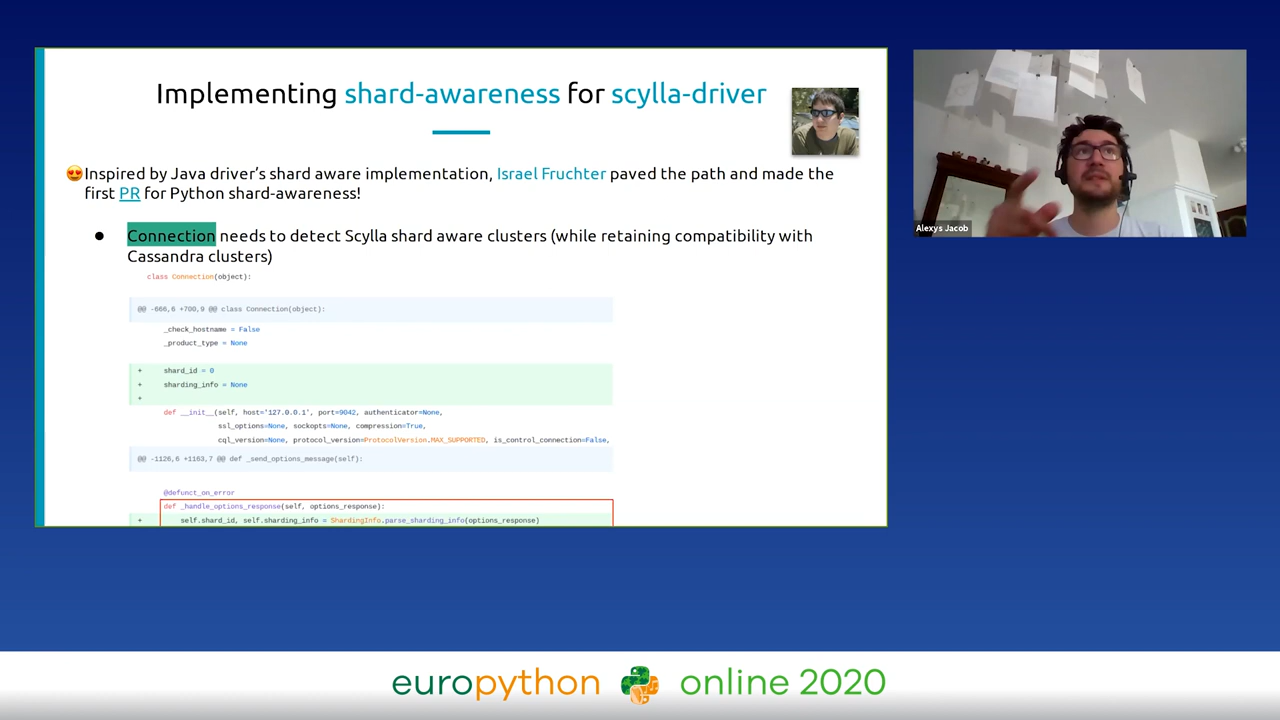 Implementing shard-awareness for scylla-driver
Inspired by Java driver's shard aware implementation, Israel Fruchter paved the path and made the
first PR for Python shard-awareness!
● Connection needs to detect Scylla shard aware clusters (while retaining compatibility with
Cassandra clusters)
class Connection(object):
@@ -666,6 +700,9 @@ class Connection(object):
_check_hostname = False
_product_type = None
+ shard_id = 0
+ sharding_info = None
+
def __init__(self, host='127.0.0.1', port=9042, authenticator=None,
ssl_options=None, sockopts=None, compression=True,
cql_version=None, protocol_version=ProtocolVersion.MAX_SUPPORTED, is_control_connection=False,
@@ -1126,6 +1163,7 @@ def _send_options_message(self):
@defunct_on_error
def _handle_options_response(self, options_response):
+ self.shard_id, self.sharding_info = ShardingInfo.parse_sharding_info(options_response)
Alexys Jacob
europython online 2020